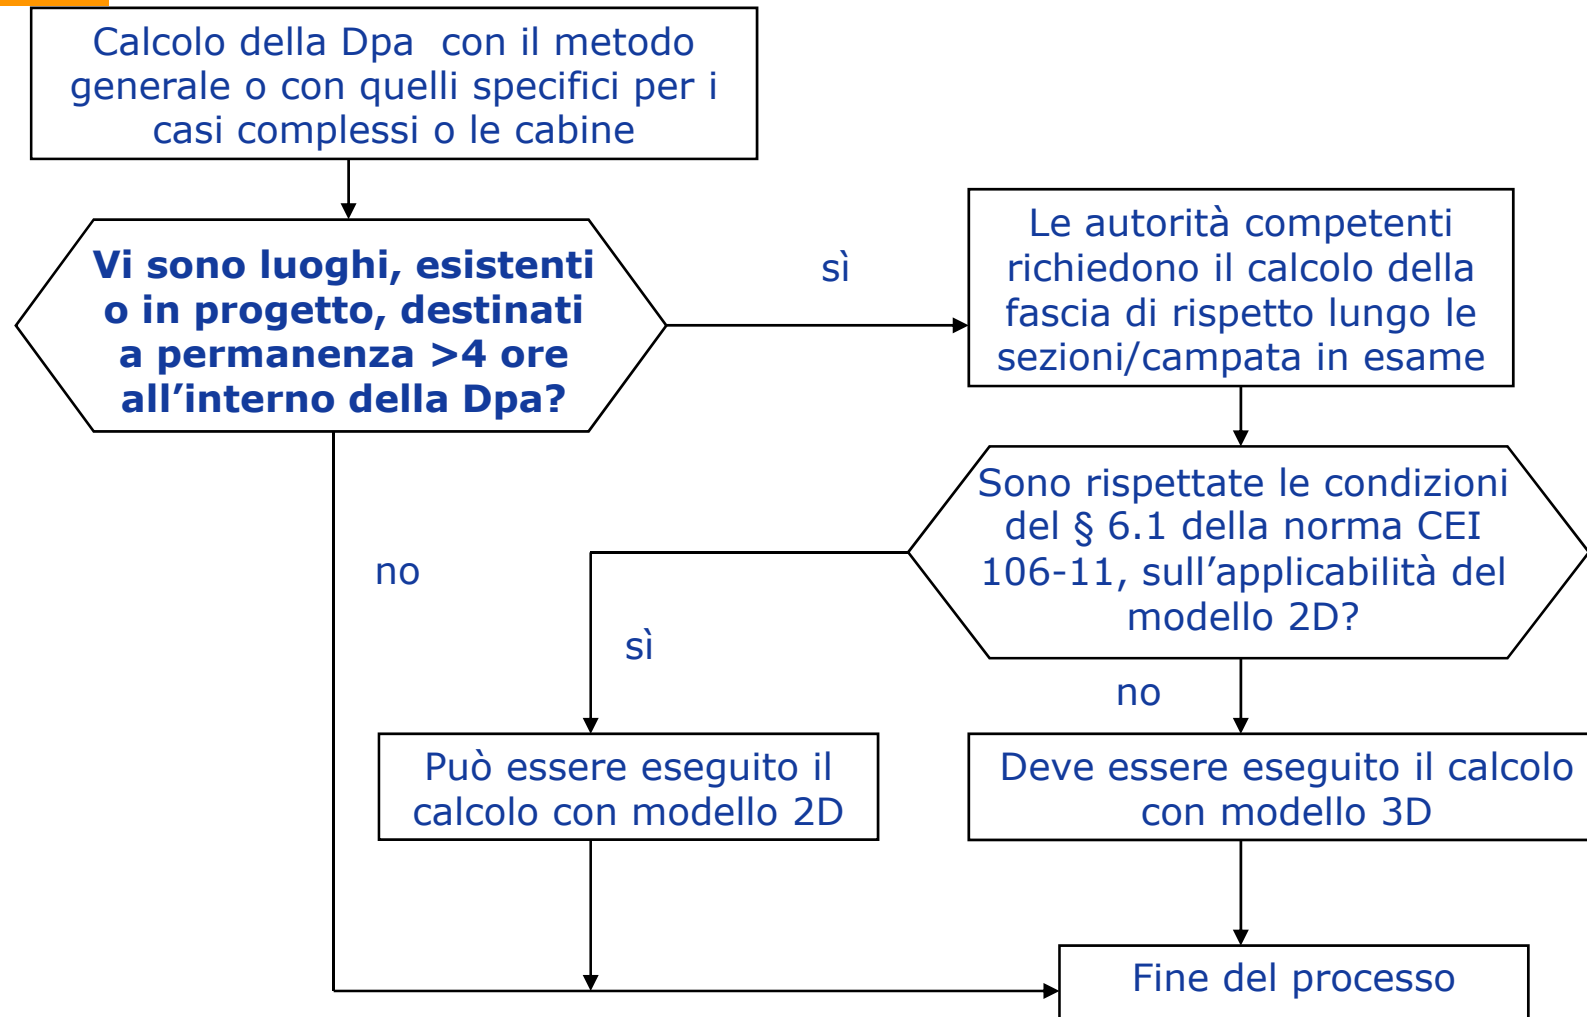 Calcolo della Dpa  con il metodo
generale o con quelli specifici per i
casi complessi o le cabine
Vi sono luoghi, esistenti
o in progetto, destinati
a permanenza >4 ore
all’interno della Dpa?
sì
Le autorità competenti
richiedono il calcolo della
fascia di rispetto lungo le
sezioni/campata in esame
Sono rispettate le condizioni
del § 6.1 della norma CEI
106-11, sull’applicabilità del
modello 2D?
no
sì
no
Può essere eseguito il
calcolo con modello 2D
Deve essere eseguito il calcolo
con modello 3D
Fine del processo